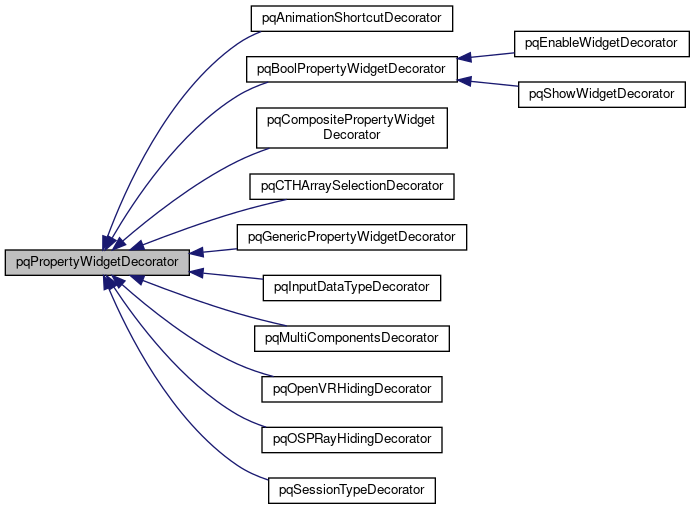 pqAnimationShortcutDecorator
pqEnableWidgetDecorator
pqBoolPropertyWidgetDecorator
pqShowWidgetDecorator
pqCompositePropertyWidget
Decorator
pqCTHArraySelectionDecorator
pqGenericPropertyWidgetDecorator
pqPropertyWidgetDecorator
pqInputDataTypeDecorator
pqMultiComponentsDecorator
pqOpenVRHidingDecorator
pqOSPRayHidingDecorator
pqSessionTypeDecorator